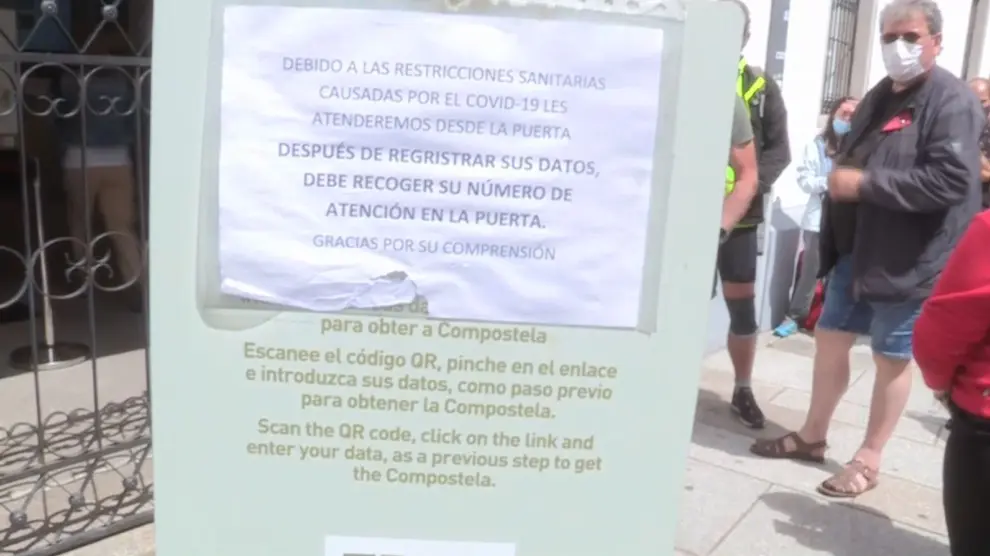 DEBIDO A LAS RESTRICCIONES SANITARIAS
CAUSADAS POR EL COVID-19 LES
ATENDEREMOS DESDE LA PUERTA
DESPUÉS DE REGRISTRAR SUS DATOS,
DEBE RECOGER SU NÚMERO DE
ATENCIÓN EN LA PUERTA.
GRACIAS POR SU COMPRENSIÓN
para obter a Compostela
Escanee el código QR, pinche en el enlace
e introduzca sus datos, como paso previo
para obtener la Compostela.
Scan the QR code, click on the link and
enter your data, as a previous step to get
the Compostela.